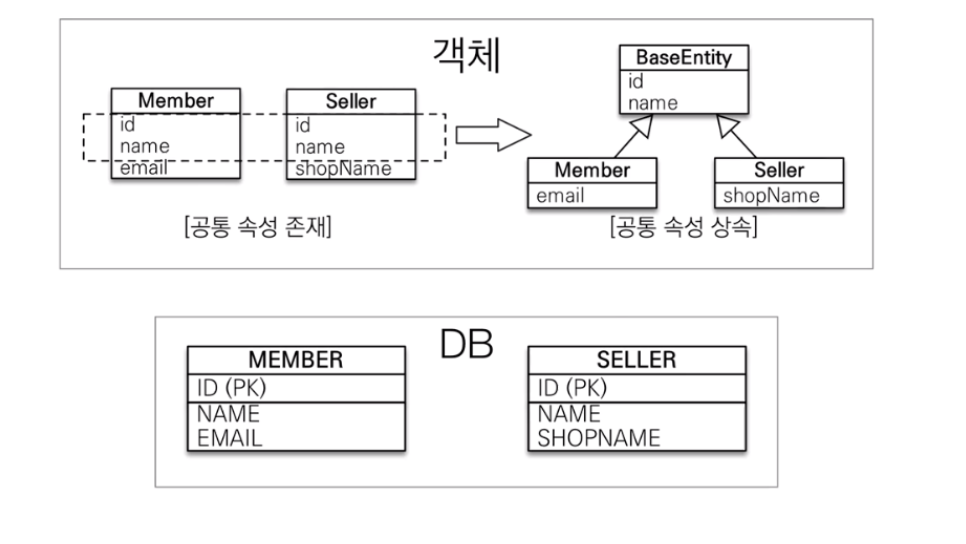 객체
Member
id
name
email
Seller
id
name
shopName
[공통 속성 존재]
BaseEntity
id
name
Member
email
Seller
shopName
[공통 속성 상속]
DB
MEMBER
ID (PK)
NAME
EMAIL
SELLER
ID (PK)
NAME
SHOPNAME